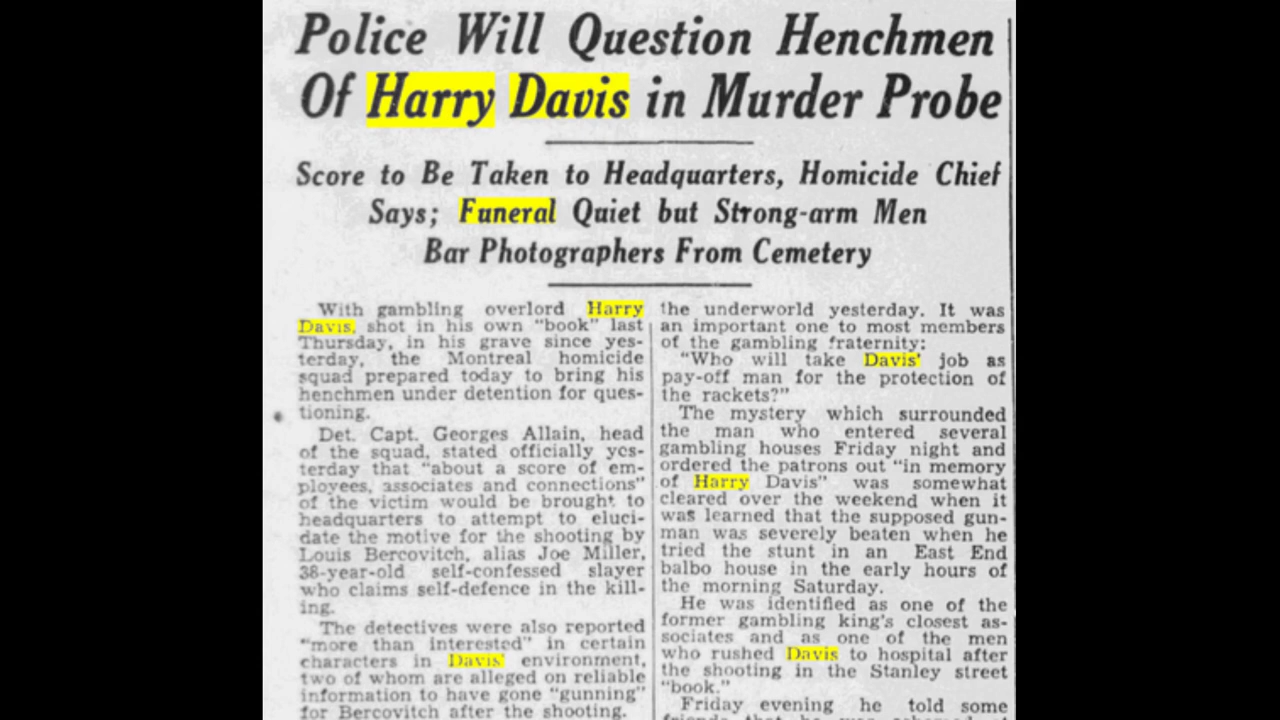 Police Will Question Henchmen
Of Harry Davis in Murder Probe
Score to Be Taken to Headquarters, Homicide Chief
Says; Funeral Quiet but Strong-arm Men
Bar Photographers From Cemetery
With gambling overlord Harry
Davis, shot in his own "book" last
Thursday, in his grave since yes-
terday, the Montreal homicide
squad prepared today to bring his
henchmen under detention for ques-
tioning.
Det. Capt. Georges Allain, head
of the squad, stated officially yes-
terday that "about a score of em-
ployees, associates and connections"
of the victim would be brought to
headquarters to attempt to eluci-
date the motive for the shooting by
Louis Bercovitch, alias Joe Miller,
38-year-old self-confessed slayer
who claims self-defence in the kill-
ing.
The detectives were also reported
"more than interested" in certain
characters in Davis' environment,
two of whom are alleged on reliable
information to have gone "gunning"
for Bercovitch after the shooting.
the underworld yesterday. It was
an important one to most members
of the gambling fraternity:
"Who will take Davis' job as
pay-off man for the protection of
the rackets?"
The mystery which surrounded
the man who entered several
gambling houses Friday night and
ordered the patrons out "in memory
of Harry Davis" was somewhat
cleared over the weekend when it
was learned that the supposed gun-
man was severely beaten when he
tried the stunt in an East End
balbo house in the early hours of
the morning Saturday.
He was identified as one of the
former gambling king's closest as-
sociates and as one of the men
who rushed Davis to hospital after
the shooting in the Stanley street
"book."
Friday evening he told some